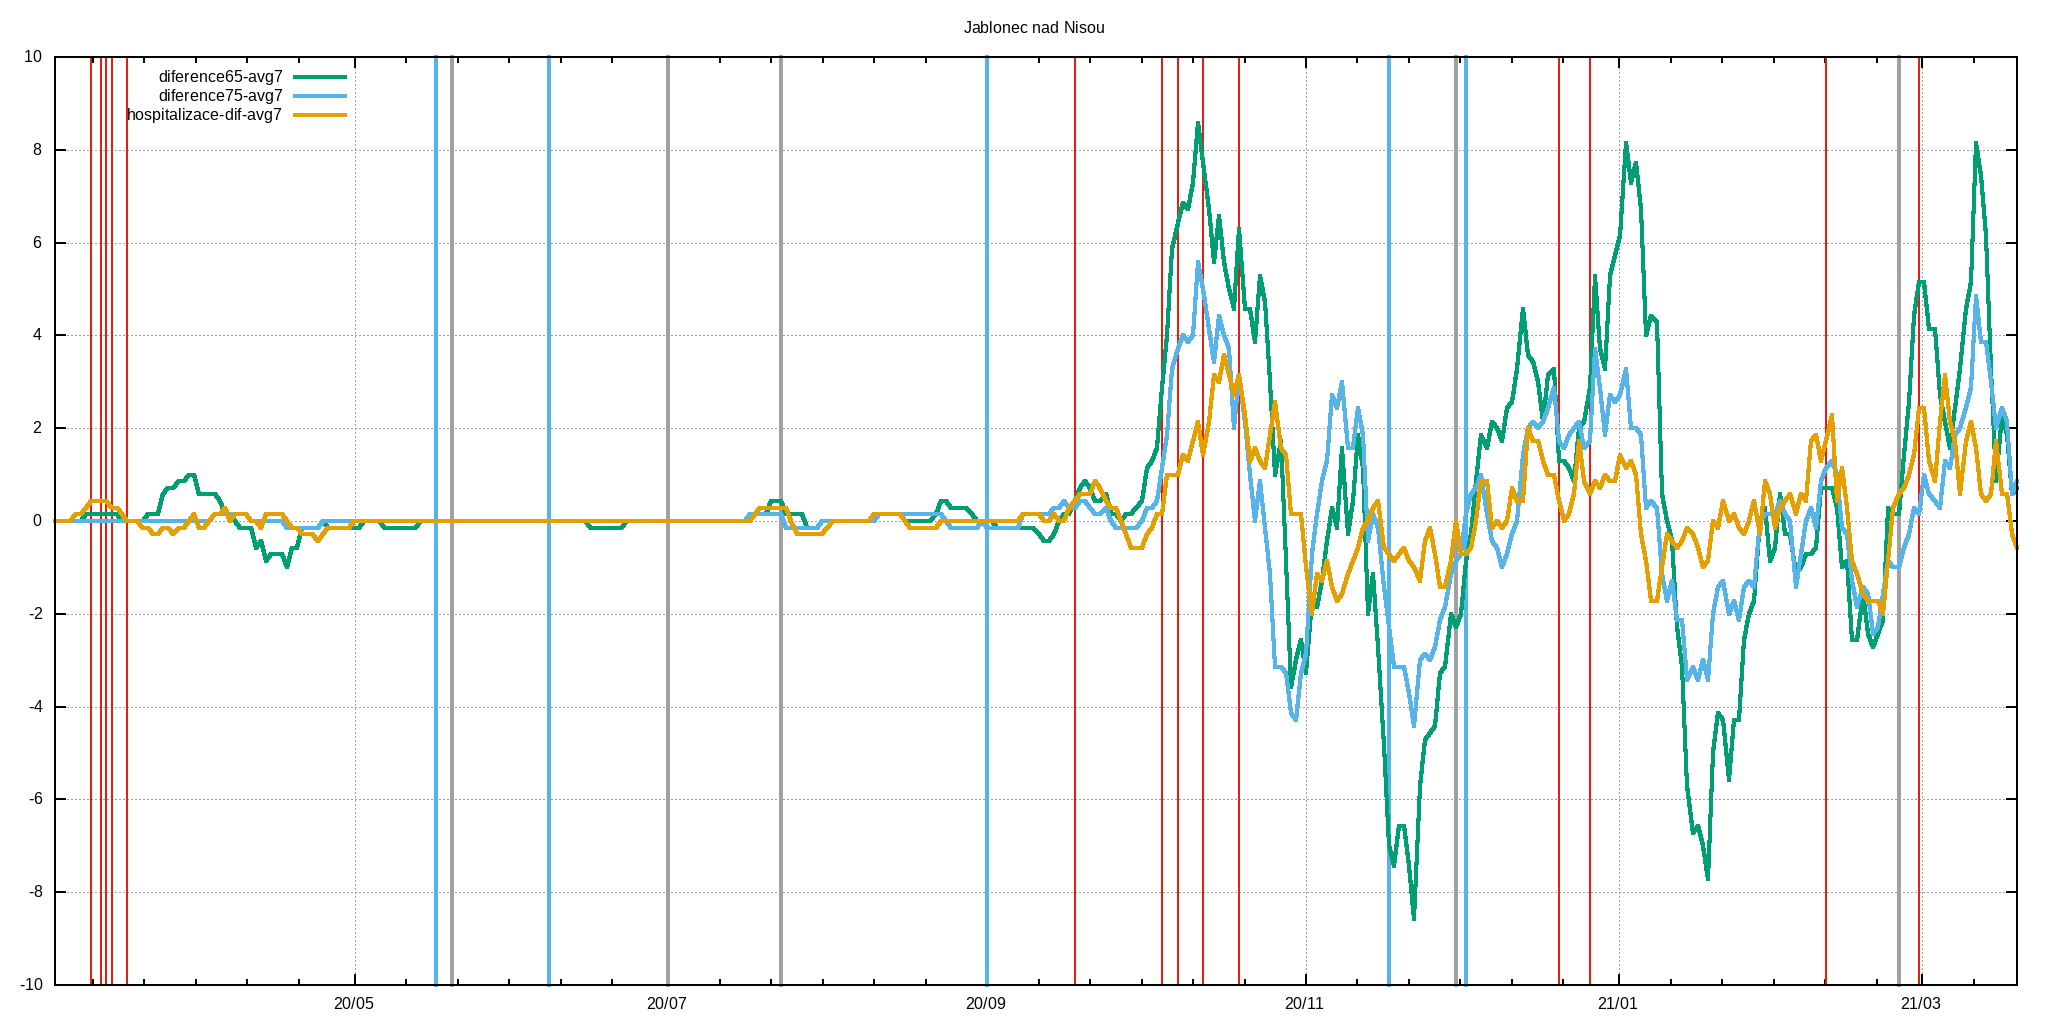 Jablonec nad Nisou
diference65-avg7
diference75-avg7
hospitalizace-dif-avg7
10
8
6
4
2
0
-2
-4
-6
-8
-10
20/05 20/07 20/09 20/11 21/01 21/03